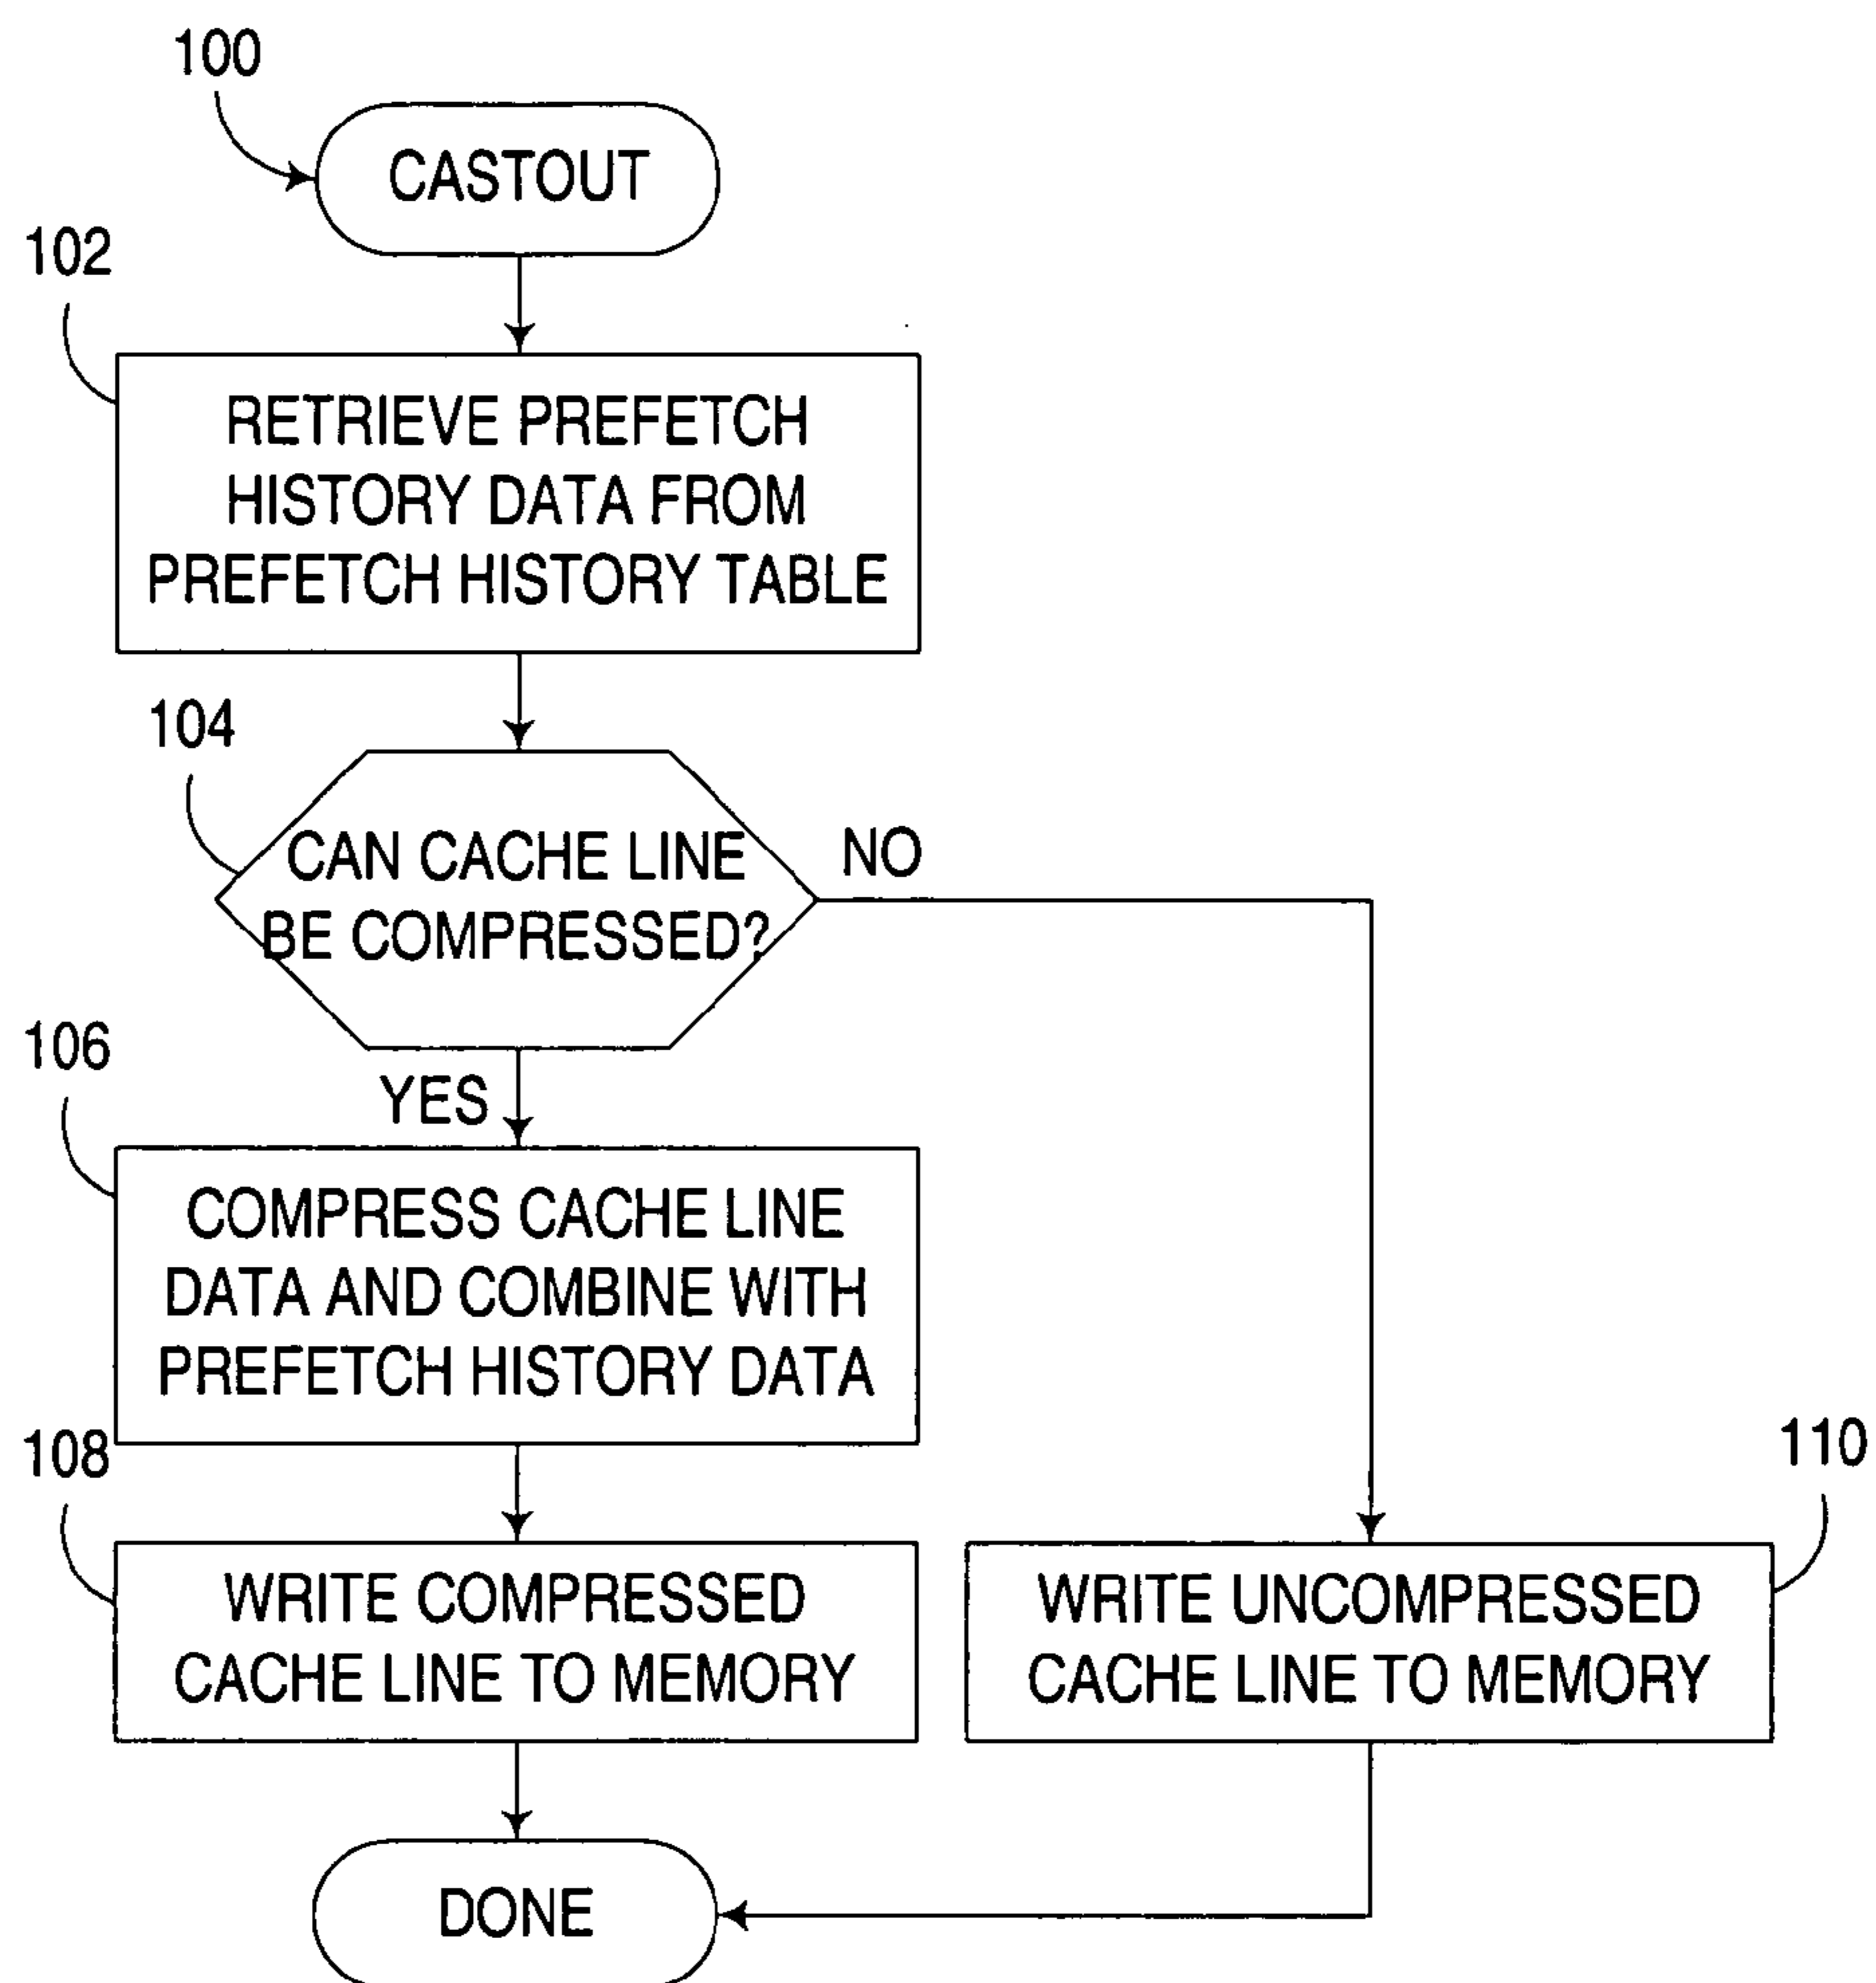 100
CASTOUT
102
RETRIEVE PREFETCH
HISTORY DATA FROM
PREFETCH HISTORY TABLE
104
CAN CACHE LINE
BE COMPRESSED?
NO
YES
106
COMPRESS CACHE LINE
DATA AND COMBINE WITH
PREFETCH HISTORY DATA
108
WRITE COMPRESSED
CACHE LINE TO MEMORY
110
WRITE UNCOMPRESSED
CACHE LINE TO MEMORY
DONE